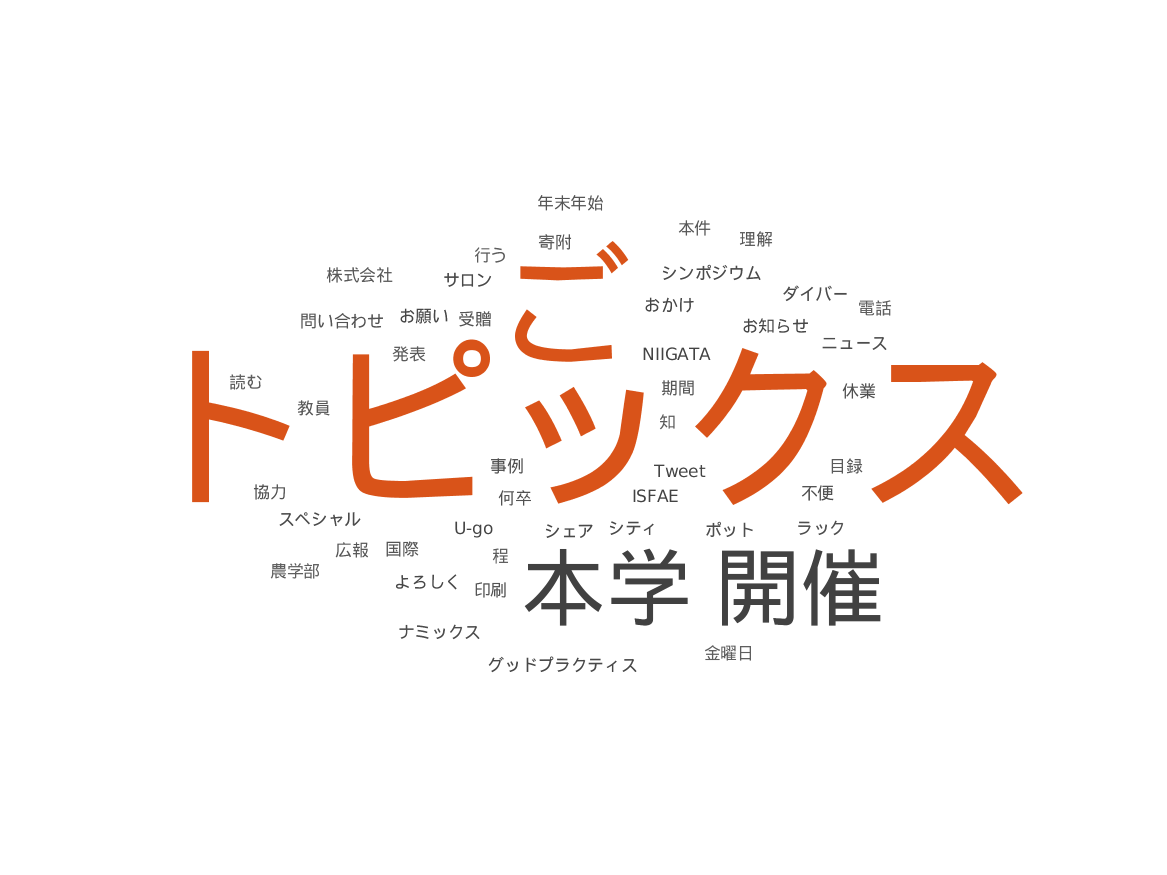 年末年始
本件
理解
寄附
行う
ご
株式会社
サロン
シンポジウム
ダイバー
おかけ
電話
問い合わせ
お願い
受贈
お知らせ
ニュース
発表
NIIGATA
読む
期間
休業
教員
知
トピックス
事例
Tweet
目録
協力
何卒
ISFAE
不便
スペシャル
U-go
シェア
シティ
ポット
ラック
広報
国際
程
農学部
よろしく
印刷
本学
開催
ナミックス
金曜日
グッドプラクティス